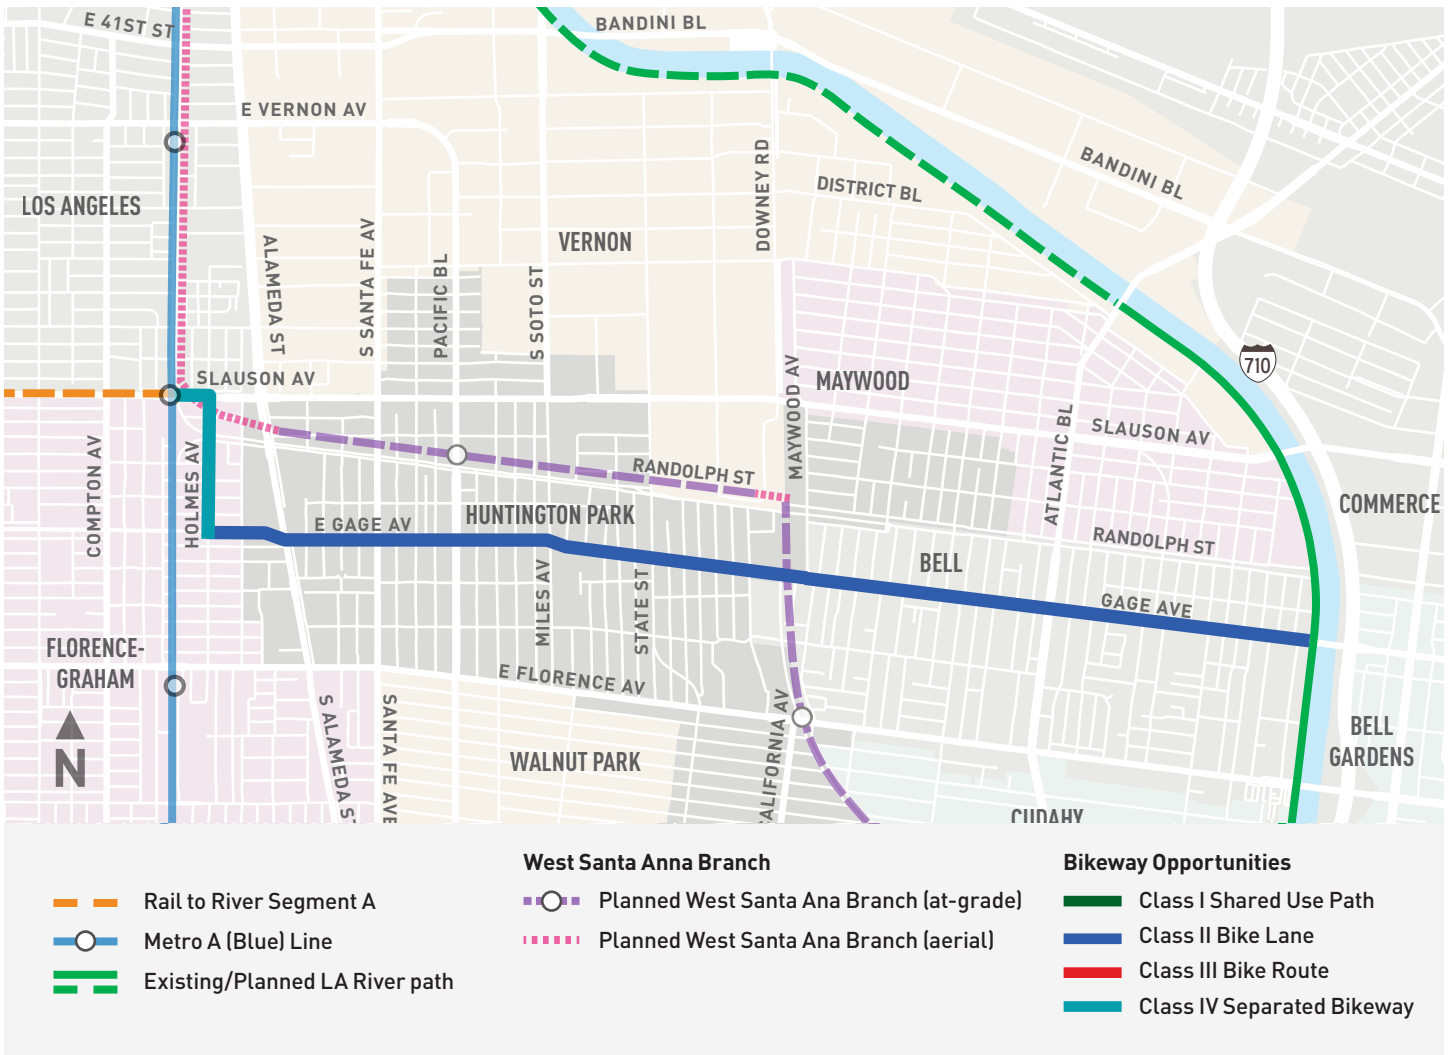 E 41ST ST
BANDINI BL
E VERNON AV
DOWNEY RD
BANDINI BL
DISTRICT BL
LOS ANGELES
VERNON
ALAMEDA ST
S SANTA FE AV
PACIFIC BL
S SOTO ST
710
SLAUSON AV
MAYWOOD AV
MAYWOOD
SLAUSON AV
ATLANTIC BL
COMPTON AV
HOLMES AV
RANDOLPH ST
COMMERCE
E GAGE AV
HUNTINGTON PARK
RANDOLPH ST
BELL
MILES AV
STATE ST
GAGE AVE
FLORENCE-
GRAHAM
E FLORENCE AV
S ALAMEDA ST
SANTA FE AVE
CALIFORNIA AV
BELL
GARDENS
N
WALNUT PARK
CUDAHY
Rail to River Segment A
Metro A (Blue) Line
Existing/Planned LA River path
West Santa Anna Branch
Planned West Santa Ana Branch (at-grade)
Planned West Santa Ana Branch (aerial)
Bikeway Opportunities
Class I Shared Use Path
Class II Bike Lane
Class III Bike Route
Class IV Separated Bikeway